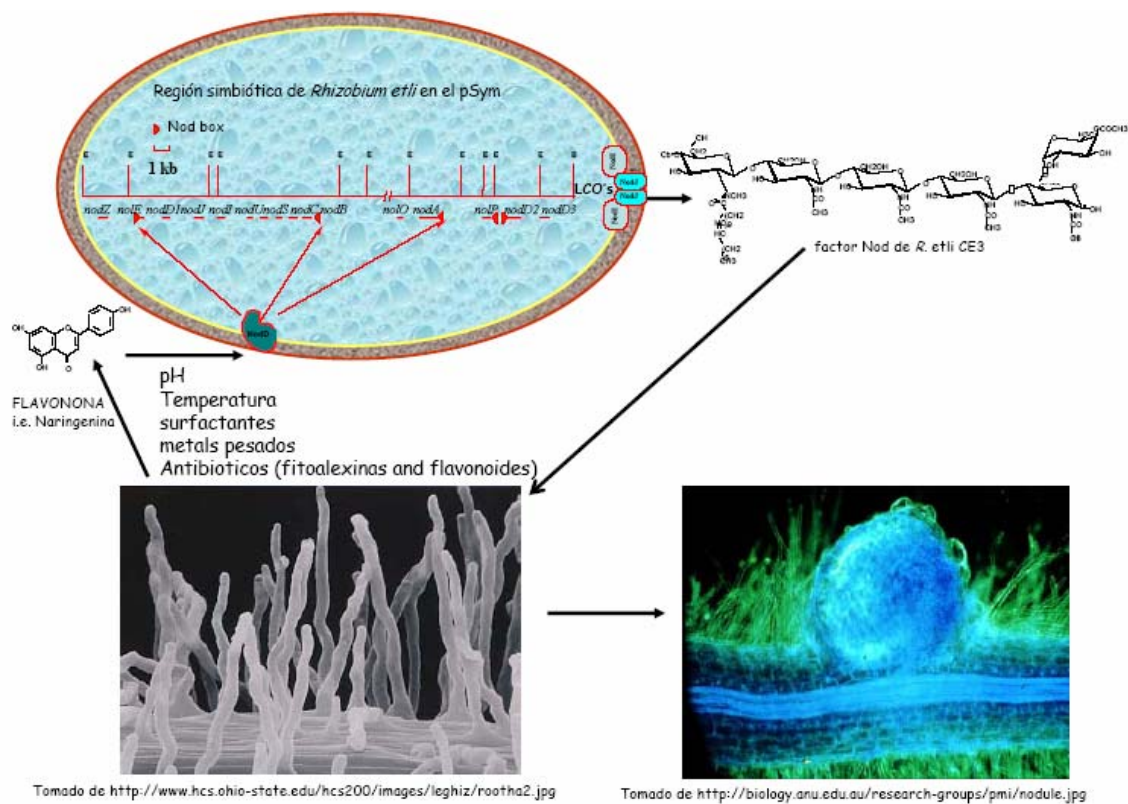 Región simbiótica de Rhizobium etli en el pSym
Nod box
1 kb
E E E E E E E E E E E B
nodZ nolE nodD1 nodJ nodI nodU nodS nodC nodB nolO nodA nolR nodD2 nodD3
LCO's
NodD
factor Nod de R. etli CE3
FLAVONONA
i.e. Naringenina
pH
Temperatura
surfactantes
metals pesados
Antibioticos (fitoalexinas and flavonoides)
Tomado de http://www.hcs.ohio-state.edu/hcs200/images/leghiz/rootha2.jpg
Tomado de http://biology.anu.edu.au/research-groups/pmi/nodule.jpg